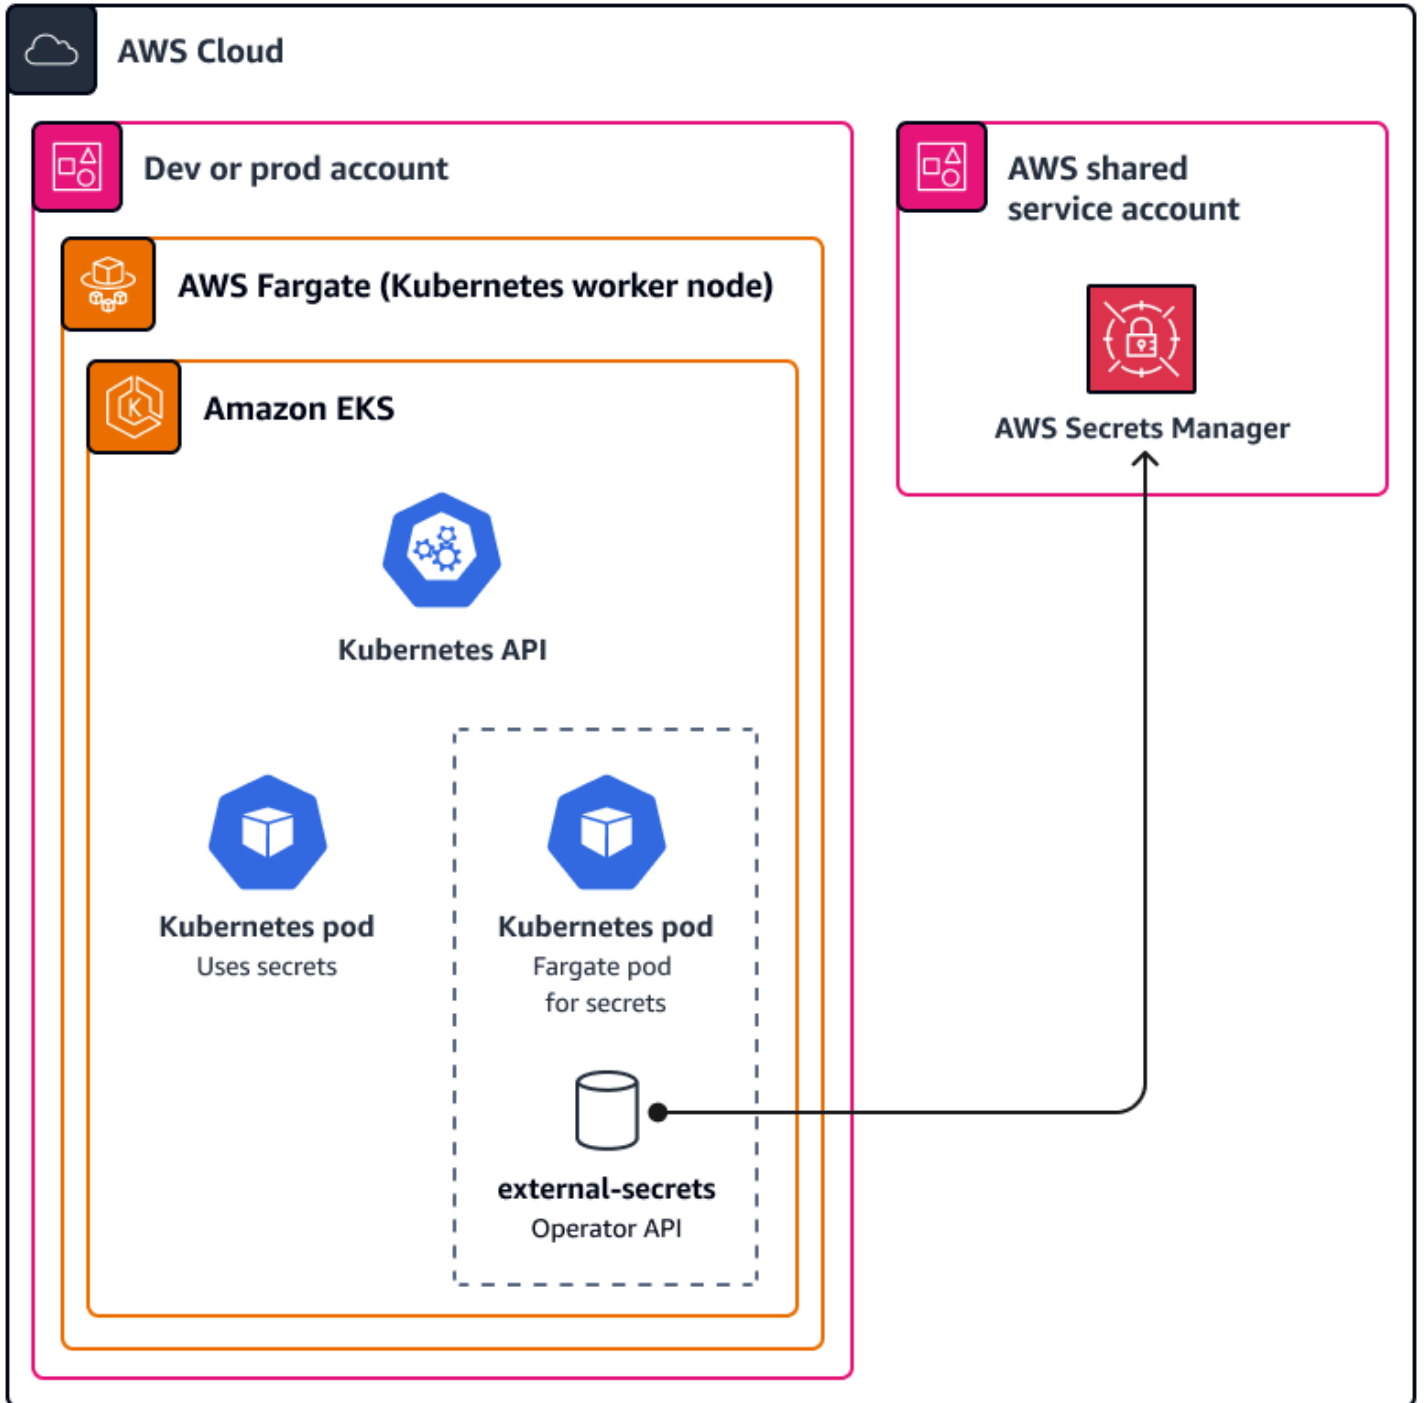 AWS Cloud
Dev or prod account
AWS shared
service account
AWS Fargate (Kubernetes worker node)
Amazon EKS
AWS Secrets Manager
Kubernetes API
Kubernetes pod
Uses secrets
Kubernetes pod
Fargate pod
for secrets
external-secrets
Operator API